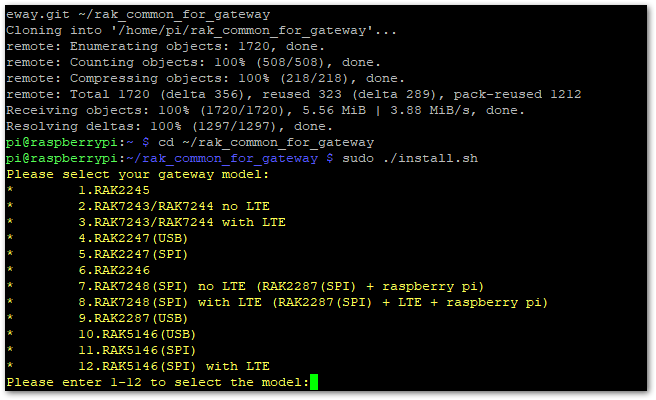 eway.git ~/rak_common_for_gateway
Cloning into '/home/pi/rak_common_for_gateway'...
remote: Enumerating objects: 1720, done.
remote: Counting objects: 100% (508/508), done.
remote: Compressing objects: 100% (218/218), done.
remote: Total 1720 (delta 356), reused 323 (delta 289), pack-reused 1212
Receiving objects: 100% (1720/1720), 5.56 MiB | 3.88 MiB/s, done.
Resolving deltas: 100% (1297/1297), done.
pi@raspberrypi:~ $ cd ~/rak_common_for_gateway
pi@raspberrypi:~/rak_common_for_gateway $ sudo ./install.sh
Please select your gateway model:
* 1.RAK2245
* 2.RAK7243/RAK7244 no LTE
* 3.RAK7243/RAK7244 with LTE
* 4.RAK2247(USB)
* 5.RAK2247(SPI)
* 6.RAK2246
* 7.RAK7248(SPI) no LTE (RAK2287(SPI) + raspberry pi)
* 8.RAK7248(SPI) with LTE (RAK2287(SPI) + LTE + raspberry pi)
* 9.RAK2287(USB)
* 10.RAK5146(USB)
* 11.RAK5146(SPI)
* 12.RAK5146(SPI) with LTE
Please enter 1-12 to select the model: